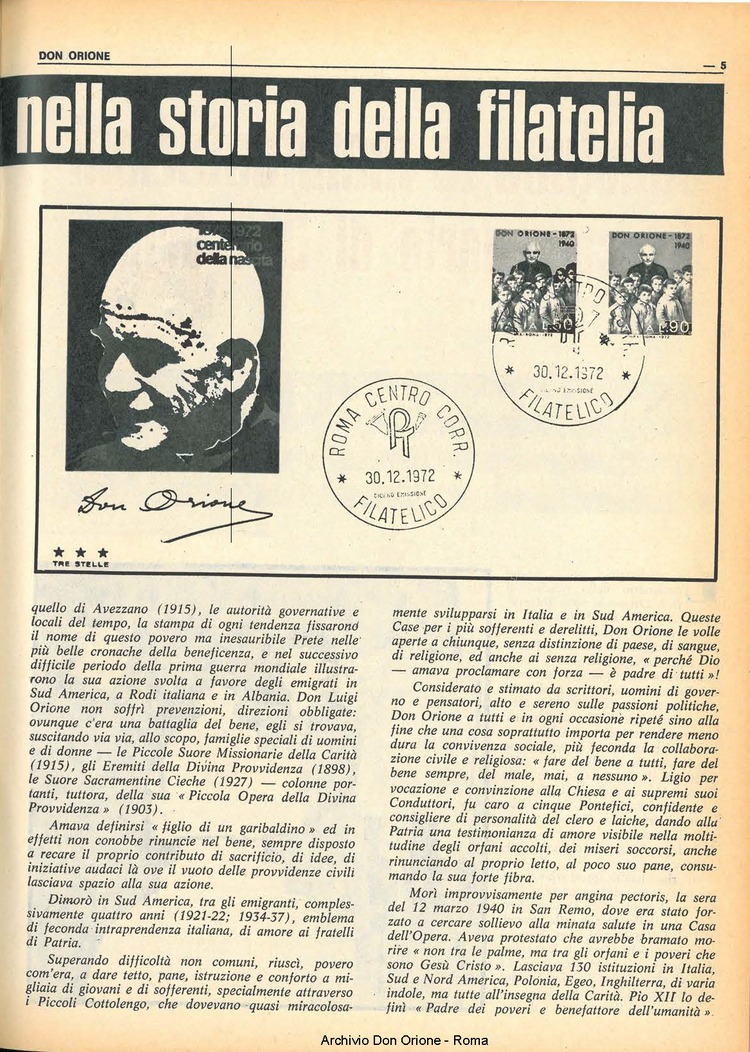 DON ORIONE
— 5
nella storia della filatelia
1872-1972
centenario
della nascita
DON ORIONE - 1872
1940
DON ORIONE - 1872
1940
L.50
L.90
ROMA CENTRO CORR.
30.12.1972
GIORNO EMISSIONE
FILATELICO
30.12.1972
FILATELICO
Don Orione
★ ★ ★
TRE STELLE
quello di Avezzano (1915), le autorità governative e
locali del tempo, la stampa di ogni tendenza fissarono
il nome di questo povero ma inesauribile Prete nelle
più belle cronache della beneficenza, e nel successivo
difficile periodo della prima guerra mondiale illustra-
rono la sua azione svolta a favore degli emigrati in
Sud America, a Rodi italiana e in Albania. Don Luigi
Orione non soffrì prevenzioni, direzioni obbligate:
ovunque c'era una battaglia del bene, egli si trovava,
suscitando via via, allo scopo, famiglie speciali di uomini
e di donne — le Piccole Suore Missionarie della Carità
(1915), gli Eremiti della Divina Provvidenza (1898),
le Suore Sacramentine Cieche (1927) — colonne por-
tanti, tuttora, della sua « Piccola Opera della Divina
Provvidenza » (1903).
Amava definirsi « figlio di un garibaldino » ed in
effetti non conobbe rinuncie nel bene, sempre disposto
a recare il proprio contributo di sacrificio, di idee, di
iniziative audaci là ove il vuoto delle provvidenze civili
lasciava spazio alla sua azione.
Dimorò in Sud America, tra gli emigranti, comples-
sivamente quattro anni (1921-22; 1934-37), emblema
di feconda intraprendenza italiana, di amore ai fratelli
di Patria.
Superando difficoltà non comuni, riuscì, povero
com'era, a dare tetto, pane, istruzione e conforto a mi-
gliaia di giovani e di sofferenti, specialmente attraverso
i Piccoli Cottolengo, che dovevano quasi miracolosa-
mente svilupparsi in Italia e in Sud America. Queste
Case per i più sofferenti e derelitti, Don Orione le volle
aperte a chiunque, senza distinzione di paese, di sangue,
di religione, ed anche ai senza religione, « perché Dio
— amava proclamare con forza — è padre di tutti »!
Considerato e stimato da scrittori, uomini di gover-
no e pensatori, alto e sereno sulle passioni politiche,
Don Orione a tutti e in ogni occasione ripeté sino alla
fine che una cosa soprattutto importa per rendere meno
dura la convivenza sociale, più feconda la collabora-
zione civile e religiosa: « fare del bene a tutti, fare del
bene sempre, del male, mai, a nessuno ». Ligio per
vocazione e convinzione alla Chiesa e ai supremi suoi
Conduttori, fu caro a cinque Pontefici, confidente e
consigliere di personalità del clero e laiche, dando alla
Patria una testimonianza di amore visibile nella molti-
tudine degli orfani accolti, dei miseri soccorsi, anche
rinunciando al proprio letto, al poco suo pane, consu-
mando la sua forte fibra.
Morì improvvisamente per angina pectoris, la sera
del 12 marzo 1940 in San Remo, dove era stato for-
zato a cercare sollievo alla minata salute in una Casa
dell'Opera. Aveva protestato che avrebbe bramato mo-
rire « non tra le palme, ma tra gli orfani e i poveri che
sono Gesù Cristo ». Lasciava 130 istituzioni in Italia,
Sud e Nord America, Polonia, Egeo, Inghilterra, di varia
indole, ma tutte all'insegna della Carità. Pio XII lo de-
finì « Padre dei poveri e benefattore dell'umanità ».
Archivio Don Orione - Roma